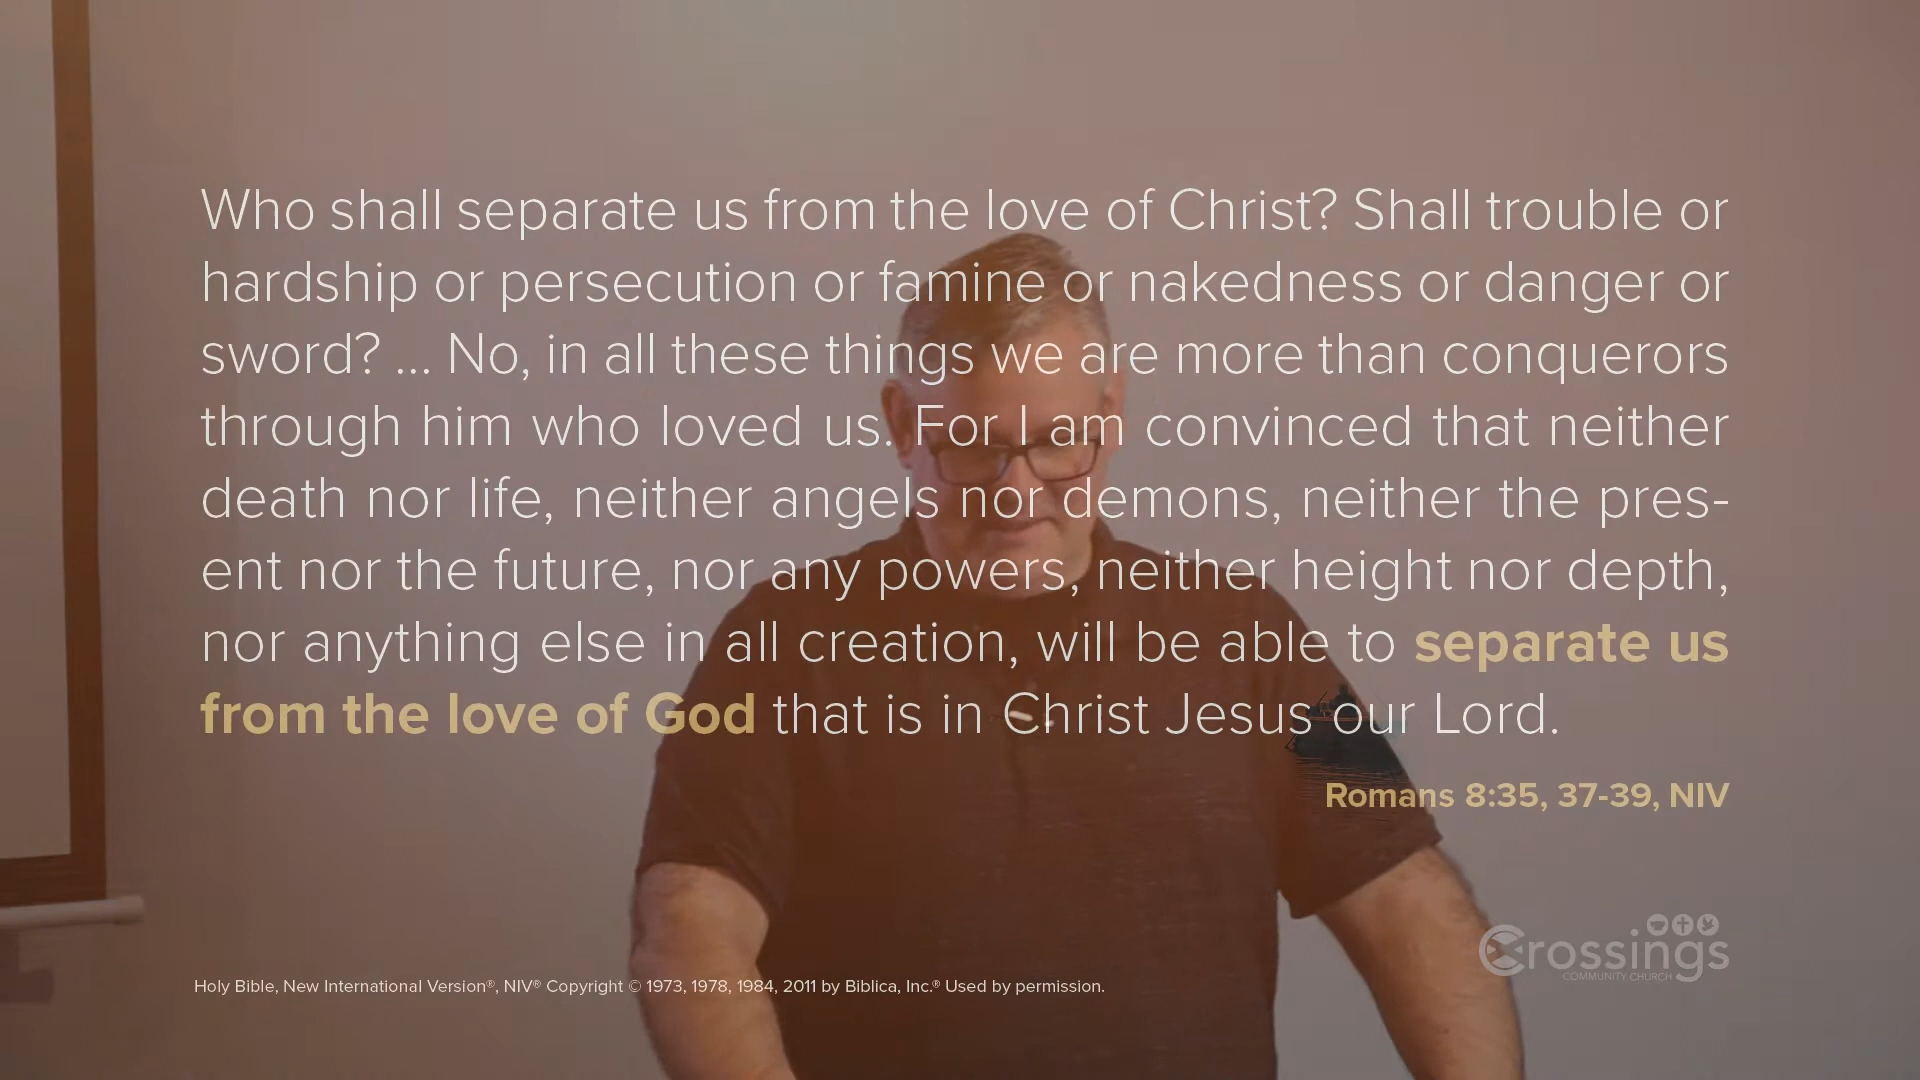 Who shall separate us from the love of Christ? Shall trouble or
hardship or persecution or famine or nakedness or danger or
sword? ... No, in all these things we are more than conquerors
through him who loved us. For I am convinced that neither
death nor life, neither angels nor demons, neither the pres-
ent nor the future, nor any powers, neither height nor depth,
nor anything else in all creation, will be able to separate us
from the love of God that is in Christ Jesus our Lord.
Romans 8:35, 37-39, NIV
Crossings
COMMUNITY CHURCH
Holy Bible, New International Version®, NIV® Copyright © 1973, 1978, 1984, 2011 by Biblica, Inc.® Used by permission.